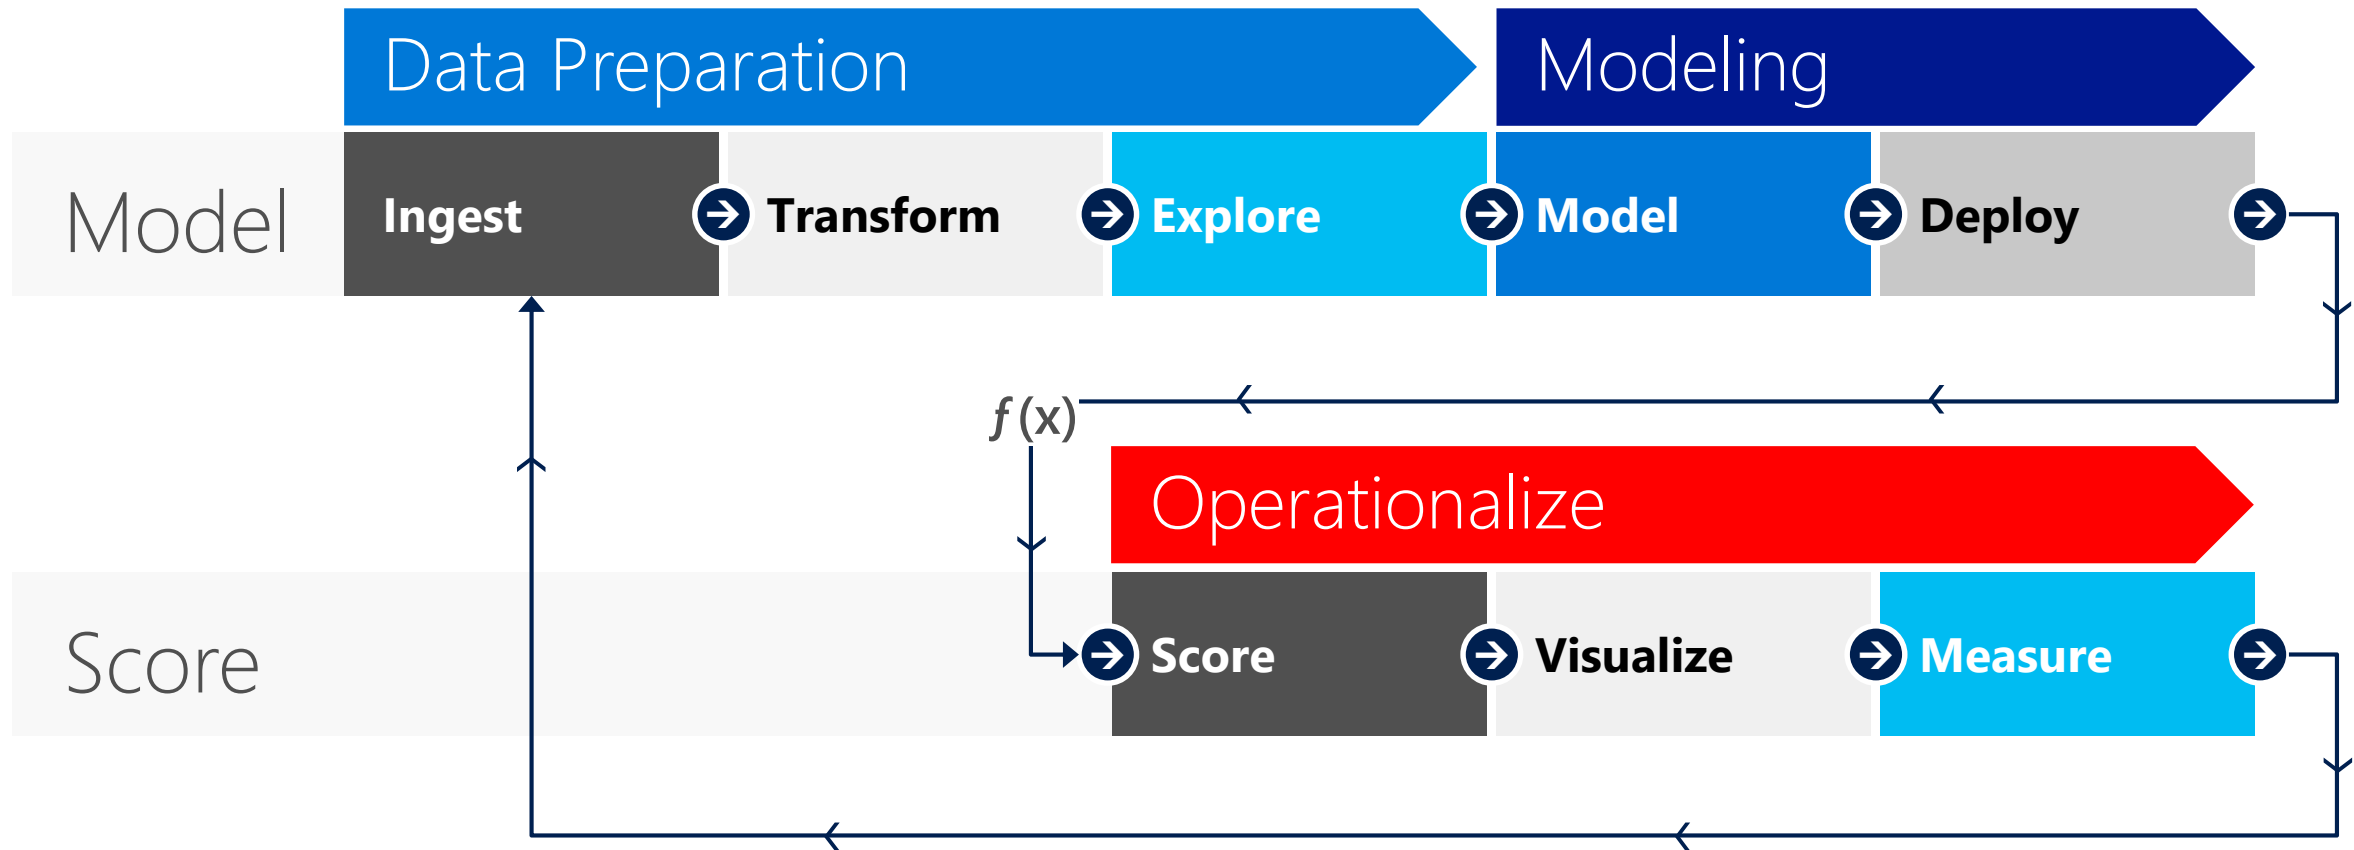 Data Preparation
Modeling
Model
Ingest
Transform
Explore
Model
Deploy
ƒ(x)
Operationalize
Score
Score
Visualize
Measure